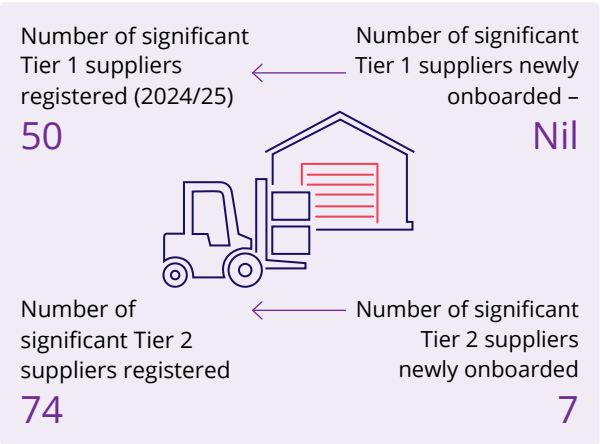 Number of significant
Tier 1 suppliers
registered (2024/25)
50
Number of significant
Tier 1 suppliers newly
onboarded –
Nil
Number of
significant Tier 2
suppliers registered
74
Number of significant
Tier 2 suppliers
newly onboarded
7